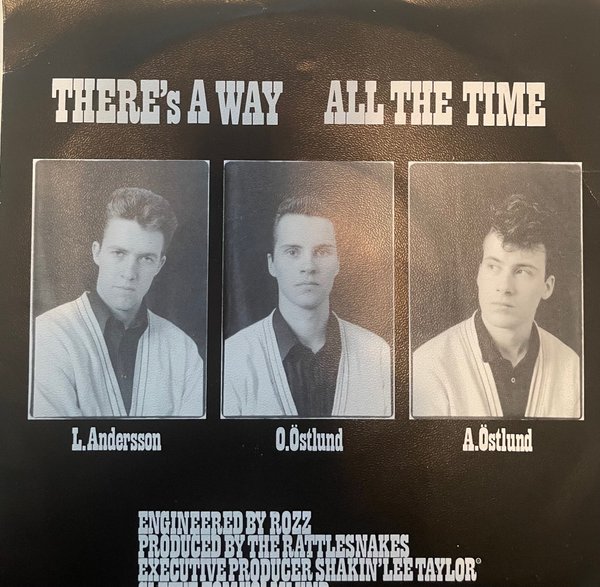 THERE's A WAY ALL THE TIME
L. Andersson O. Östlund A. Östlund
ENGINEERED BY ROZZ
PRODUCED BY THE RATTLESNAKES
EXECUTIVE PRODUCER SHAKIN' LEE TAYLOR